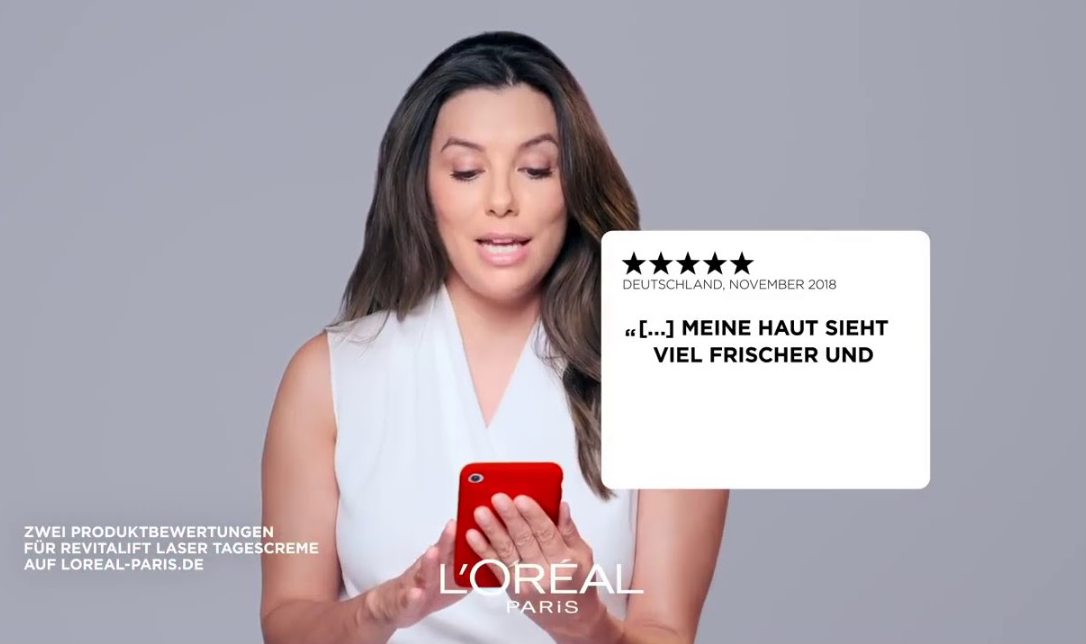 ★★★★★
DEUTSCHLAND, NOVEMBER 2018
„[...] MEINE HAUT SIEHT
VIEL FRISCHER UND
ZWEI PRODUKTBEWERTUNGEN
FÜR REVITALIFT LASER TAGESCREME
AUF LOREAL-PARIS.DE
L'ORÉAL
PARiS